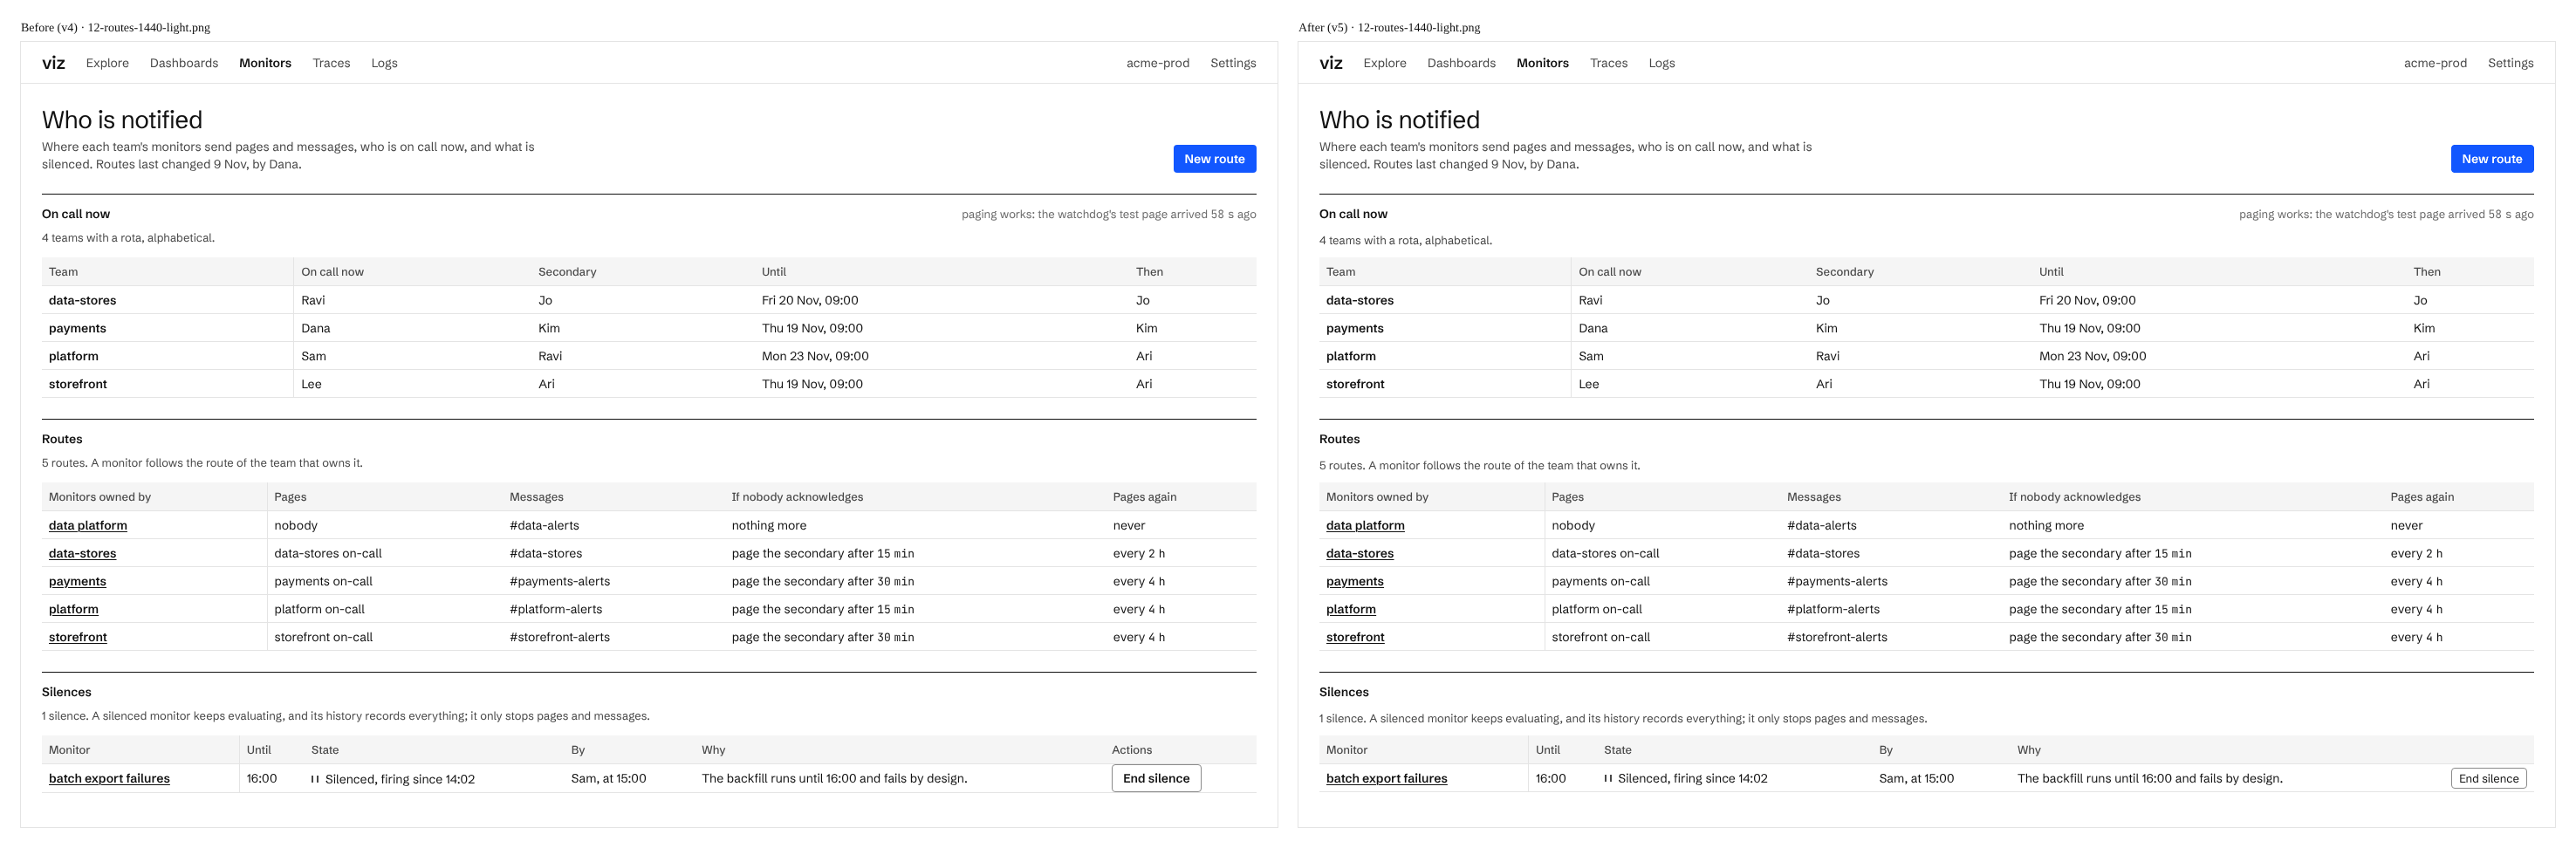 Before (v4) · 12-routes-1440-light.png
viz Explore Dashboards Monitors Traces Logs acme-prod Settings
Who is notified
Where each team's monitors send pages and messages, who is on call now, and what is
silenced. Routes last changed 9 Nov, by Dana.
New route
On call now paging works: the watchdog's test page arrived 58 s ago
4 teams with a rota, alphabetical.
Team On call now Secondary Until Then
data-stores Ravi Jo Fri 20 Nov, 09:00 Jo
payments Dana Kim Thu 19 Nov, 09:00 Kim
platform Sam Ravi Mon 23 Nov, 09:00 Ari
storefront Lee Ari Thu 19 Nov, 09:00 Ari
Routes
5 routes. A monitor follows the route of the team that owns it.
Monitors owned by Pages Messages If nobody acknowledges Pages again
data platform nobody #data-alerts nothing more never
data-stores data-stores on-call #data-stores page the secondary after 15 min every 2 h
payments payments on-call #payments-alerts page the secondary after 30 min every 4 h
platform platform on-call #platform-alerts page the secondary after 15 min every 4 h
storefront storefront on-call #storefront-alerts page the secondary after 30 min every 4 h
Silences
1 silence. A silenced monitor keeps evaluating, and its history records everything; it only stops pages and messages.
Monitor Until State By Why Actions
batch export failures 16:00 Silenced, firing since 14:02 Sam, at 15:00 The backfill runs until 16:00 and fails by design. End silence
After (v5) · 12-routes-1440-light.png
viz Explore Dashboards Monitors Traces Logs acme-prod Settings
Who is notified
Where each team's monitors send pages and messages, who is on call now, and what is
silenced. Routes last changed 9 Nov, by Dana.
New route
On call now paging works: the watchdog's test page arrived 58 s ago
4 teams with a rota, alphabetical.
Team On call now Secondary Until Then
data-stores Ravi Jo Fri 20 Nov, 09:00 Jo
payments Dana Kim Thu 19 Nov, 09:00 Kim
platform Sam Ravi Mon 23 Nov, 09:00 Ari
storefront Lee Ari Thu 19 Nov, 09:00 Ari
Routes
5 routes. A monitor follows the route of the team that owns it.
Monitors owned by Pages Messages If nobody acknowledges Pages again
data platform nobody #data-alerts nothing more never
data-stores data-stores on-call #data-stores page the secondary after 15 min every 2 h
payments payments on-call #payments-alerts page the secondary after 30 min every 4 h
platform platform on-call #platform-alerts page the secondary after 15 min every 4 h
storefront storefront on-call #storefront-alerts page the secondary after 30 min every 4 h
Silences
1 silence. A silenced monitor keeps evaluating, and its history records everything; it only stops pages and messages.
Monitor Until State By Why
batch export failures 16:00 Silenced, firing since 14:02 Sam, at 15:00 The backfill runs until 16:00 and fails by design. End silence